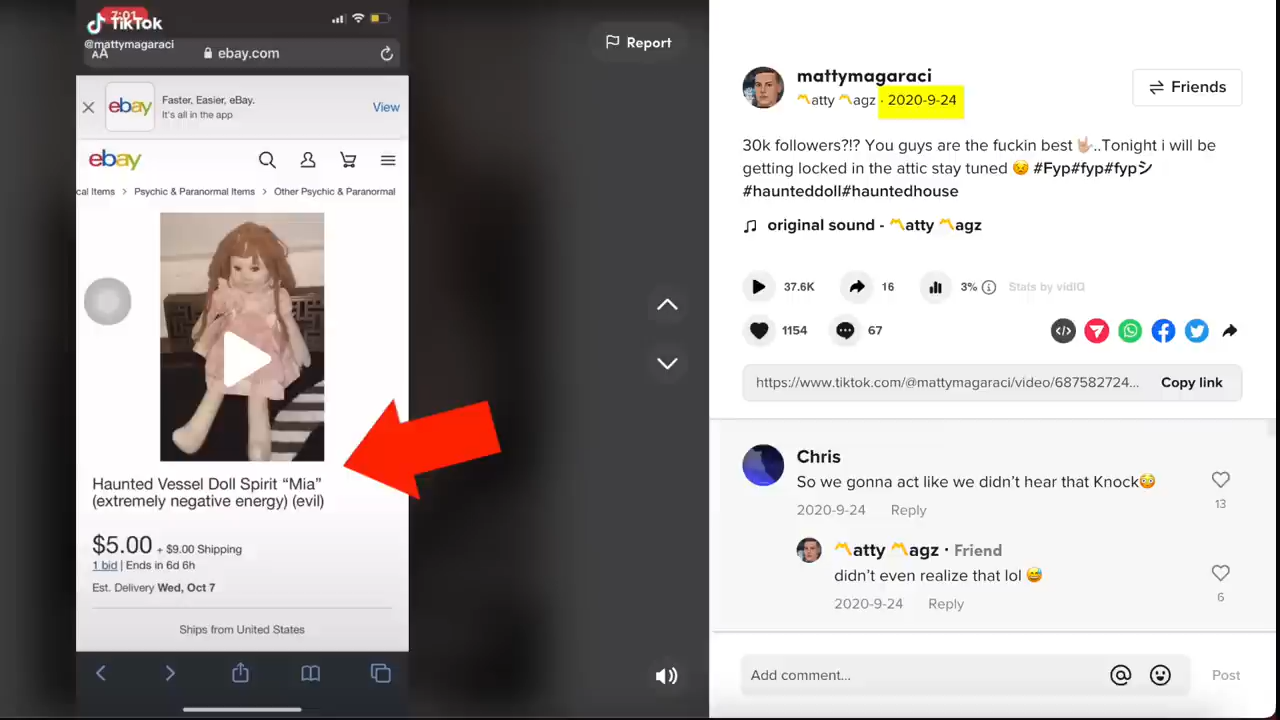 7:01
TikTok
@mattymagaraci
AA ebay.com
ebay
Faster, Easier, eBay.
It's all in the app
View
ebay
cal Items > Psychic & Paranormal Items > Other Psychic & Paranormal
Haunted Vessel Doll Spirit “Mia”
(extremely negative energy) (evil)
$5.00 + $9.00 Shipping
1 bid | Ends in 6d 6h
Est. Delivery Wed, Oct 7
Ships from United States
Report
mattymagaraci
〽️atty 〽️agz · 2020-9-24
Friends
30k followers?!? You guys are the fuckin best 🤟🏼..Tonight i will be
getting locked in the attic stay tuned 😣 #Fyp#fyp#fypシ
#haunteddoll#hauntedhouse
original sound - 〽️atty 〽️agz
37.6K 16 3% Stats by vidIQ
1154 67
https://www.tiktok.com/@mattymagaraci/video/687582724... Copy link
Chris
So we gonna act like we didn’t hear that Knock😳
2020-9-24 Reply
13
〽️atty 〽️agz · Friend
didn’t even realize that lol 😅
2020-9-24 Reply
6
Add comment... @ Post